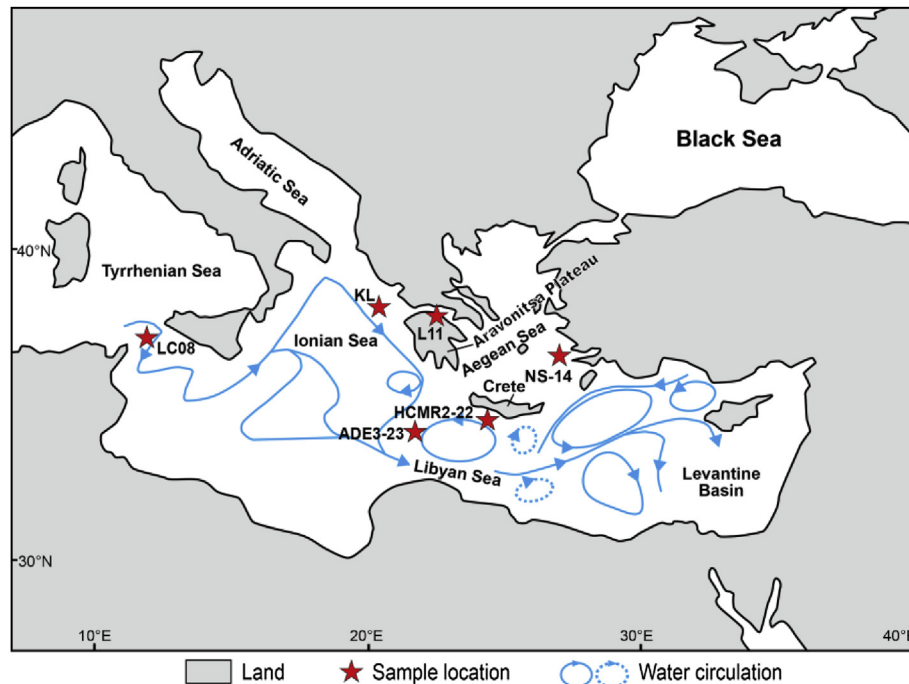 Black Sea
Adriatic Sea
40°N
Tyrrhenian Sea
Aravonitsa Plateau
KL
L11
Ionian Sea
Aegean Sea
LC08
NS-14
Crete
HCMR2-22
ADE3-23
Libyan Sea
Levantine
Basin
30°N
10°E
20°E
30°E
40°
Land
Sample location
Water circulation